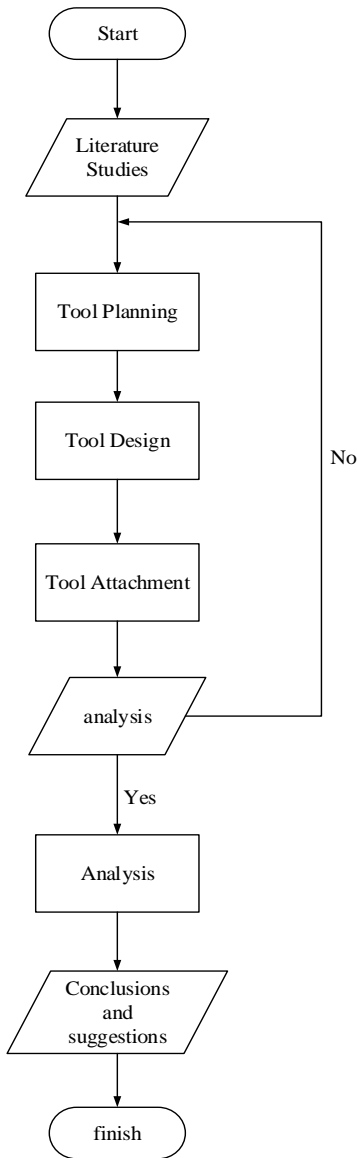 Start
Literature
Studies
Tool Planning
Tool Design
No
Tool Attachment
analysis
Yes
Analysis
Conclusions
and
suggestions
finish